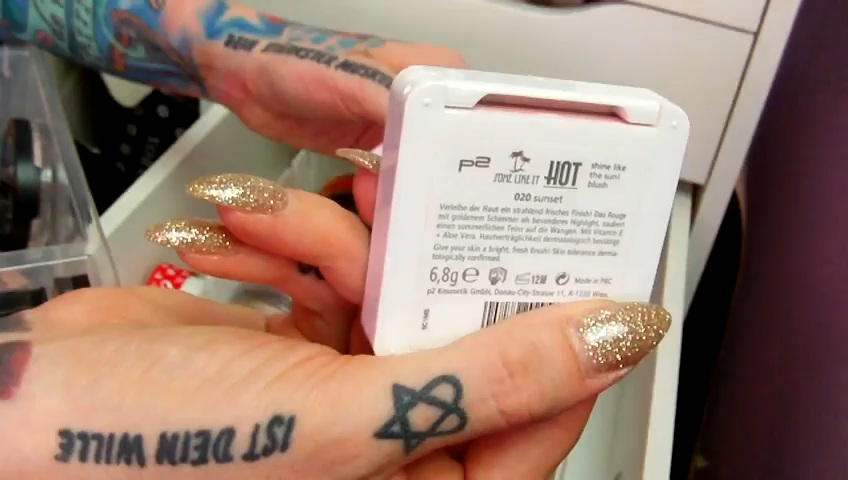 DEIN STÄRKSTER MUSKEL
p2 SOME LIKE IT HOT shine like
the sun!
blush
020 sunset
Verleihe der Haut ein strahlend frisches Finish! Das Rouge
mit goldenem Schimmer als besonderes Highlight, zaubert
einen sommerlichen Teint auf die Wangen. Mit Vitamin E
+ Aloe Vera. Hautverträglichkeit dermatologisch bestätigt.
Give your skin a bright, fresh finish! Skin tolerance derma-
tologically confirmed.
6,8g e 12M Made in PRC
p2 Kosmetik GmbH, Donau-City-Strasse 11, A-1220 Wien
IST DEIN WILLE